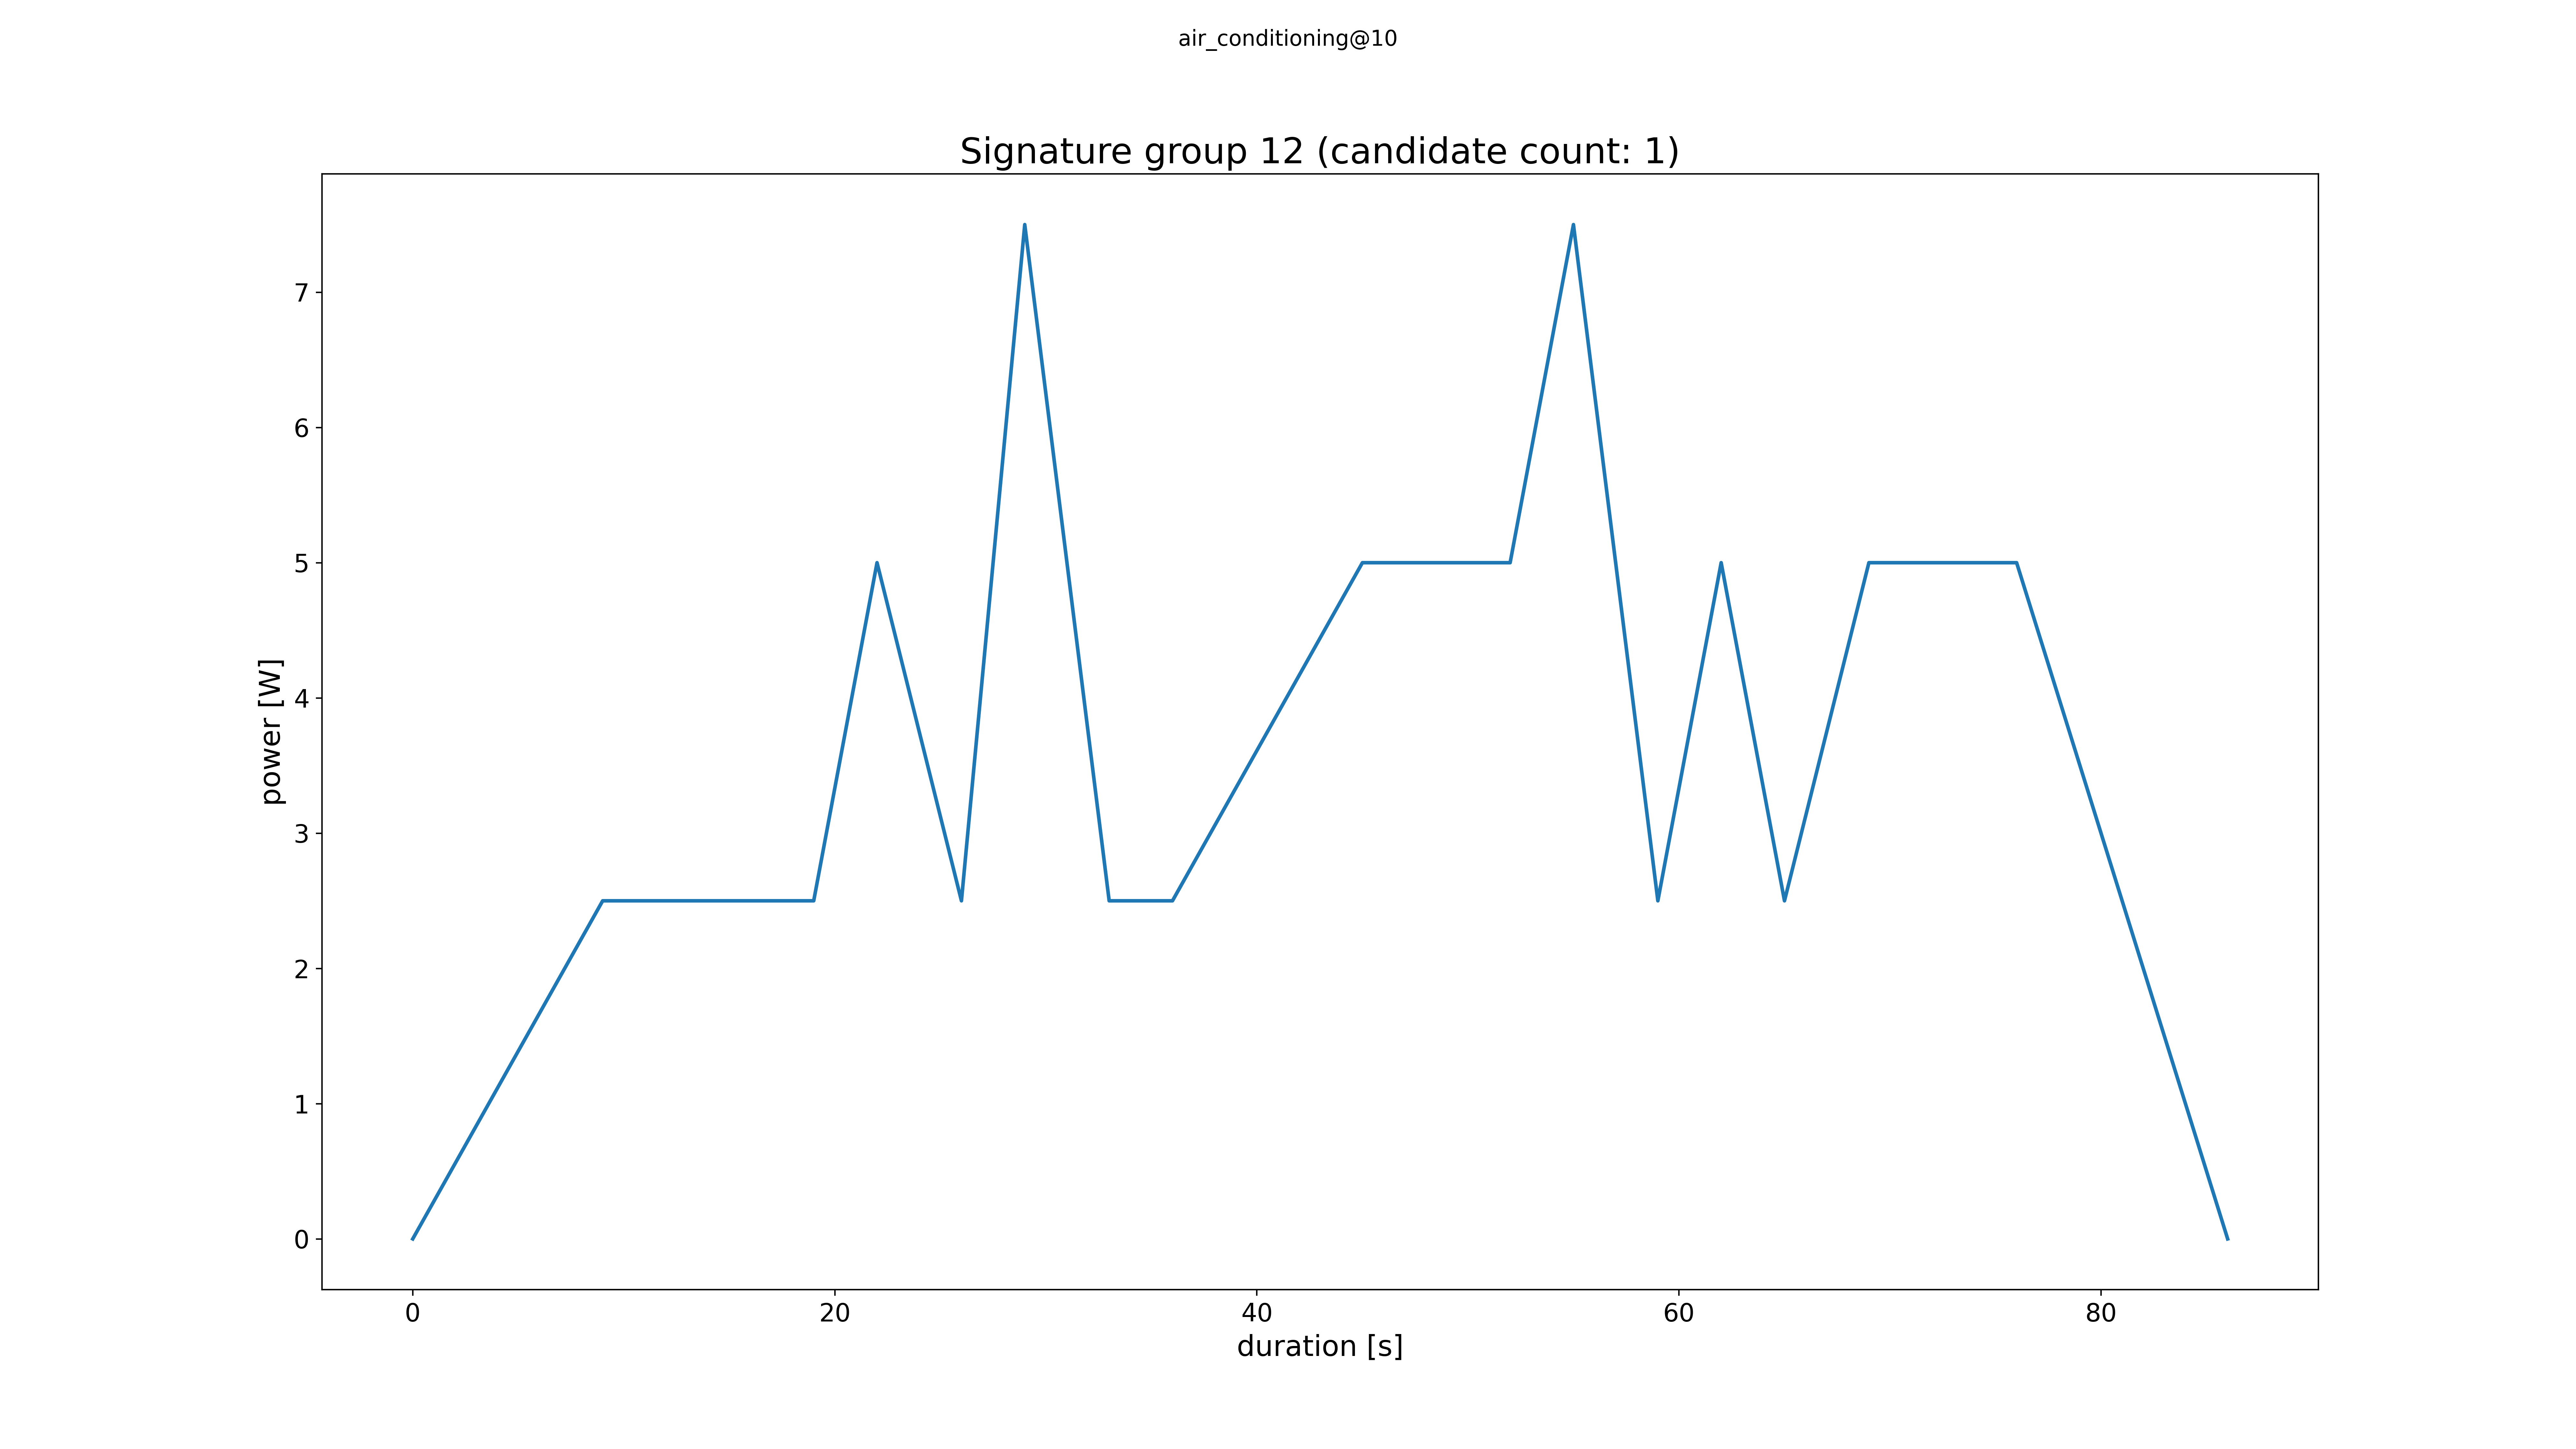 air_conditioning@10
Signature group 12 (candidate count: 1)
7
6
5
4
3
2
1
0
power [W]
0 20 40 60 80
duration [s]